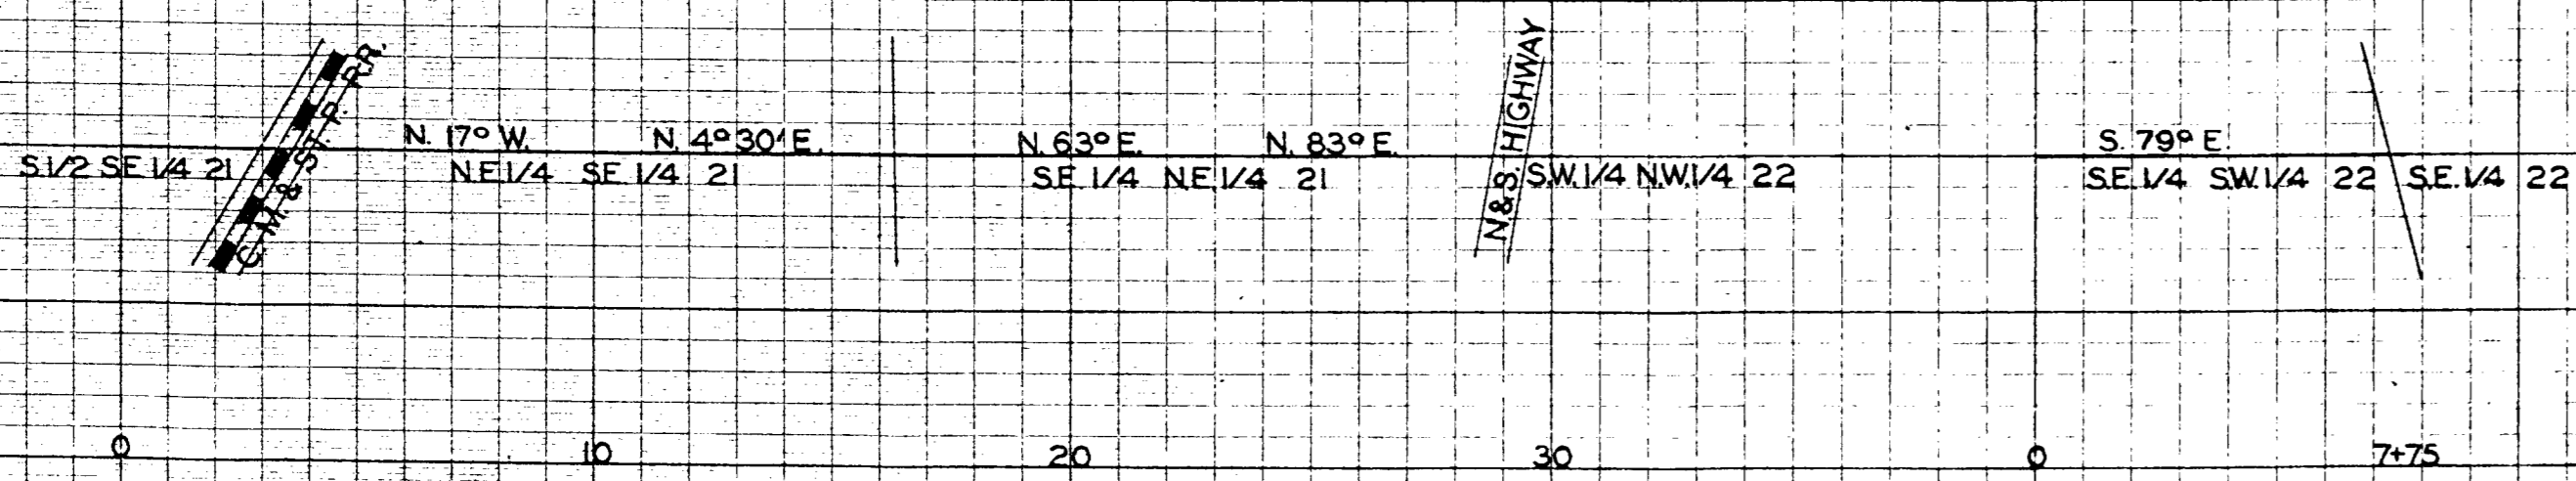 C. M. & ST. P. RR.
N. 17° W. N. 4° 30' E. N. 63° E. N. 83° E. S. 79° E.
S.1/2 S.E.1/4 21 N.E.1/4 S.E.1/4 21 S.E.1/4 N.E.1/4 21 S.W.1/4 N.W.1/4 22 S.E.1/4 S.W.1/4 22 S.E.1/4 22
N.&S. HIGHWAY
0 10 20 30 0 7+75